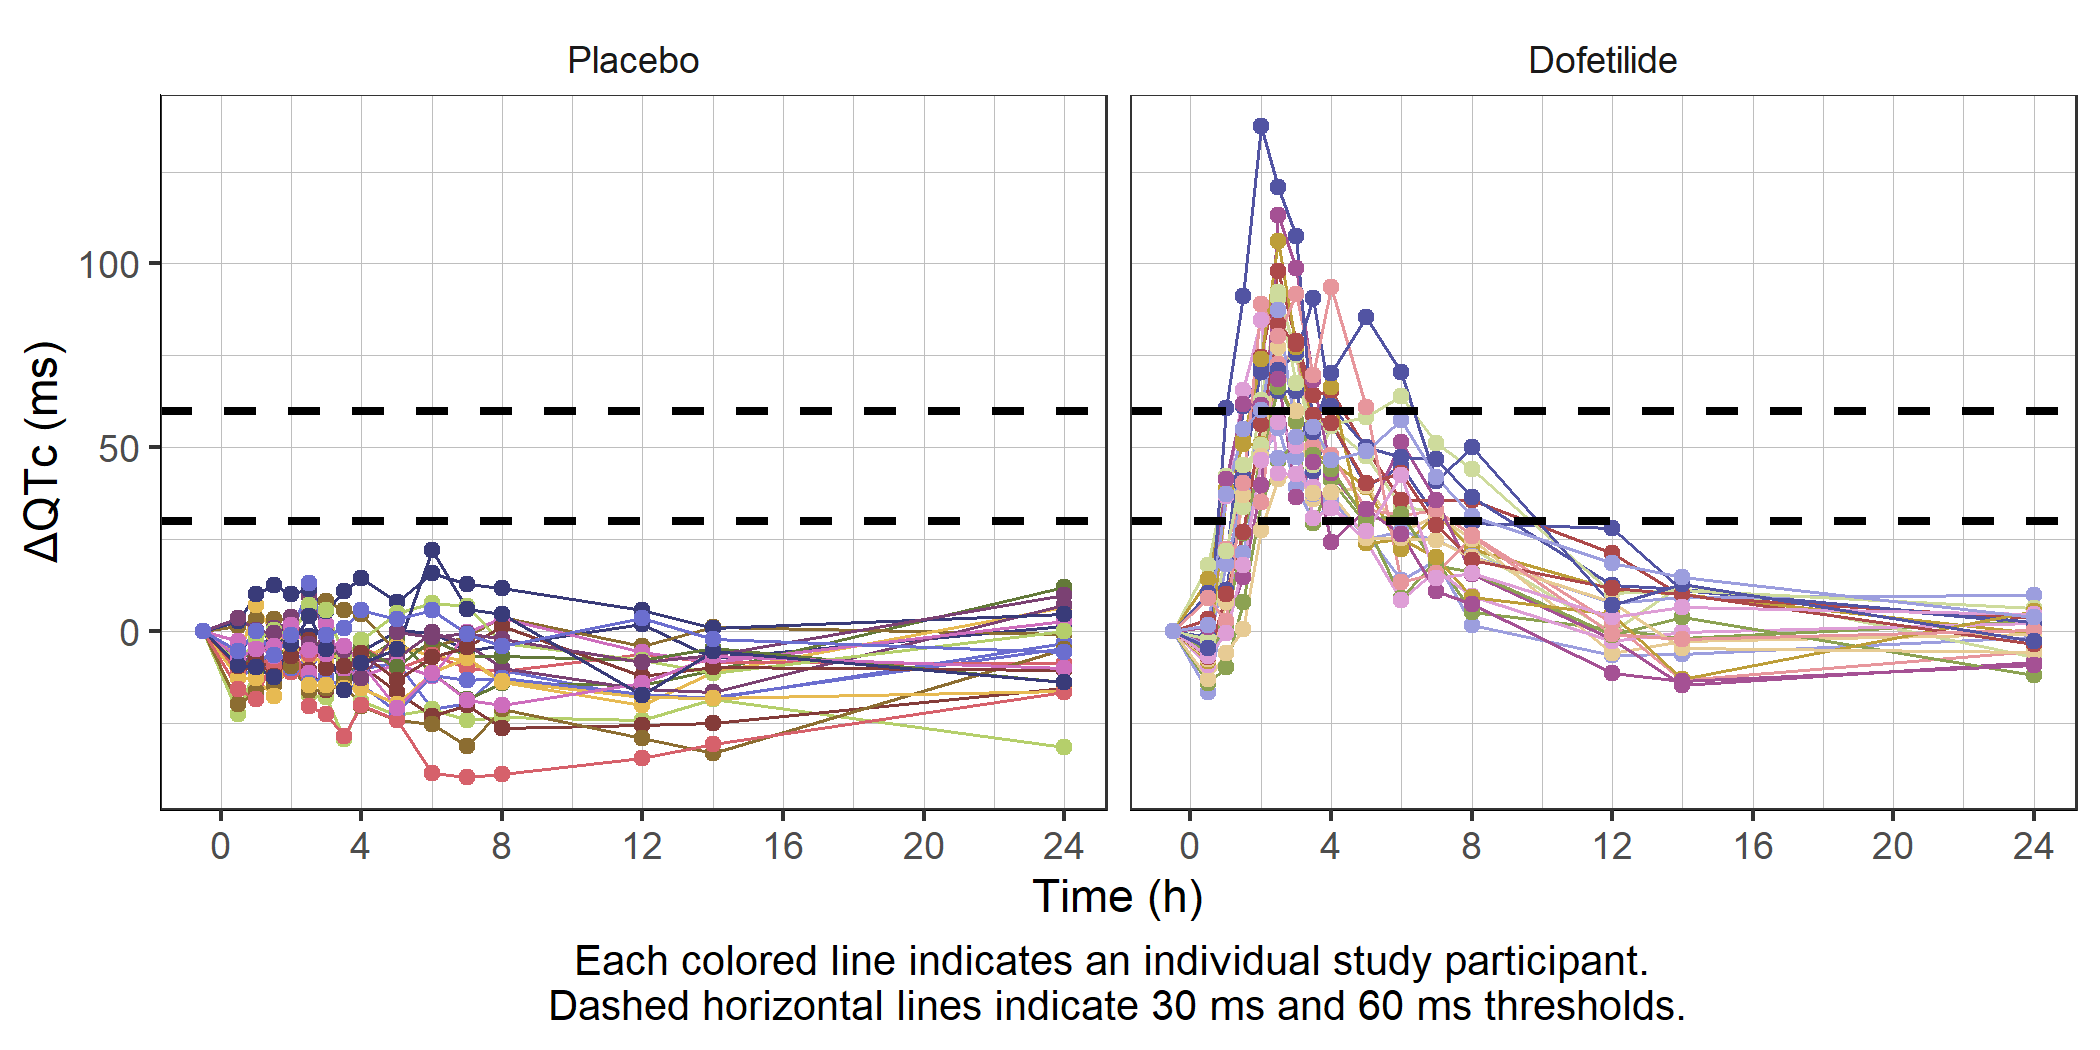 Placebo
Dofetilide
ΔQTc (ms)
100
50
0
0 4 8 12 16 20 24
0 4 8 12 16 20 24
Time (h)
Each colored line indicates an individual study participant.
Dashed horizontal lines indicate 30 ms and 60 ms thresholds.